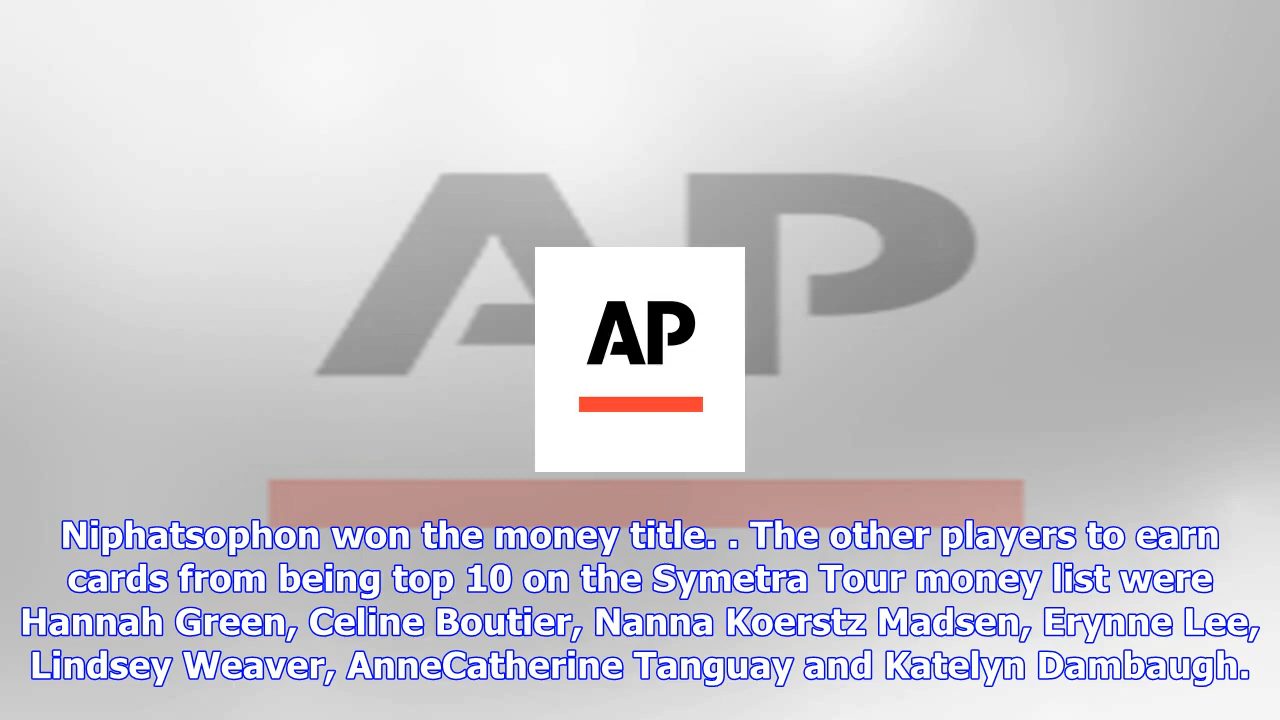 AP
AP
Niphatsophon won the money title. . The other players to earn
cards from being top 10 on the Symetra Tour money list were
Hannah Green, Celine Boutier, Nanna Koerstz Madsen, Erynne Lee,
Lindsey Weaver, AnneCatherine Tanguay and Katelyn Dambaugh.